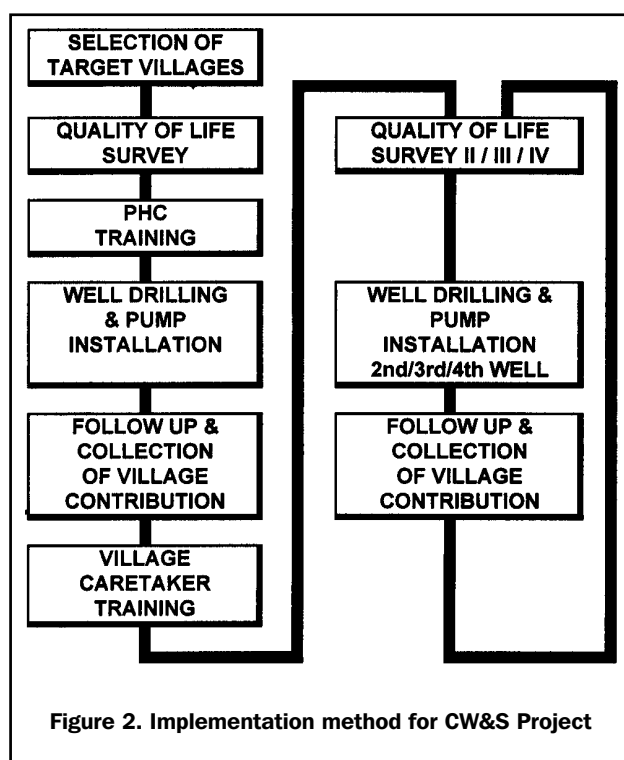 SELECTION OF
TARGET VILLAGES
QUALITY OF LIFE
SURVEY
PHC
TRAINING
WELL DRILLING
& PUMP
INSTALLATION
FOLLOW UP &
COLLECTION
OF VILLAGE
CONTRIBUTION
VILLAGE
CARETAKER
TRAINING
QUALITY OF LIFE
SURVEY II / III / IV
WELL DRILLING &
PUMP
INSTALLATION
2nd/3rd/4th WELL
FOLLOW UP &
COLLECTION
OF VILLAGE
CONTRIBUTION
Figure 2. Implementation method for CW&S Project